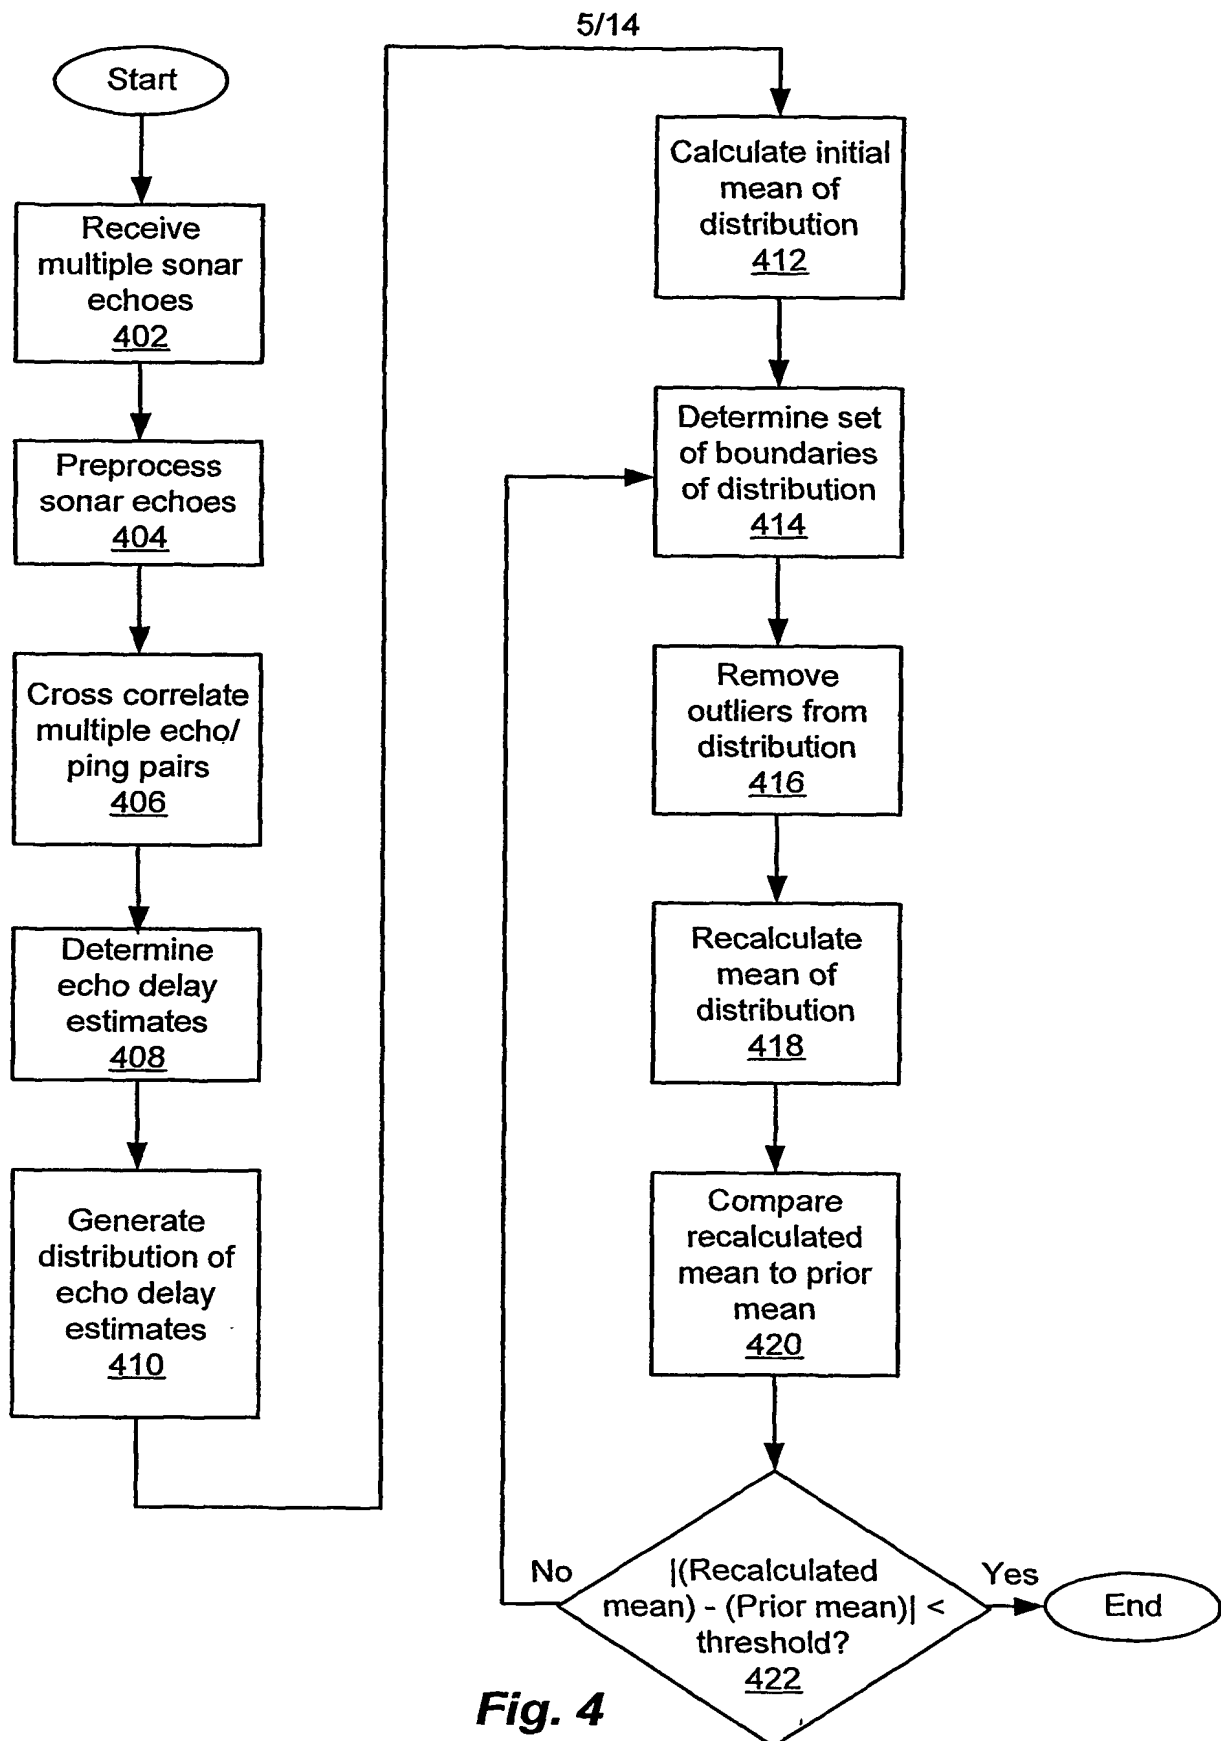 5/14
Start
Receive
multiple sonar
echoes
402
Preprocess
sonar echoes
404
Cross correlate
multiple echo/
ping pairs
406
Determine
echo delay
estimates
408
Generate
distribution of
echo delay
estimates
410
Calculate initial
mean of
distribution
412
Determine set
of boundaries
of distribution
414
Remove
outliers from
distribution
416
Recalculate
mean of
distribution
418
Compare
recalculated
mean to prior
mean
420
|(Recalculated
mean) - (Prior mean)| <
threshold?
422
No
Yes
End
Fig. 4